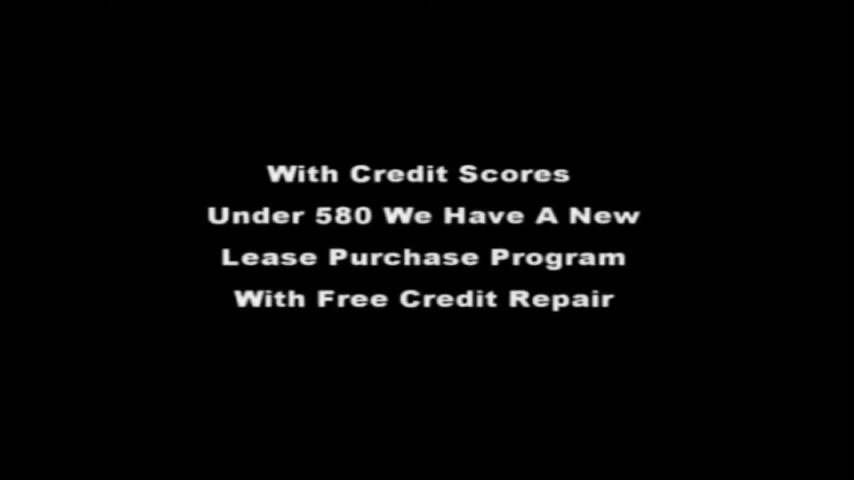 With Credit Scores
Under 580 We Have A New
Lease Purchase Program
With Free Credit Repair